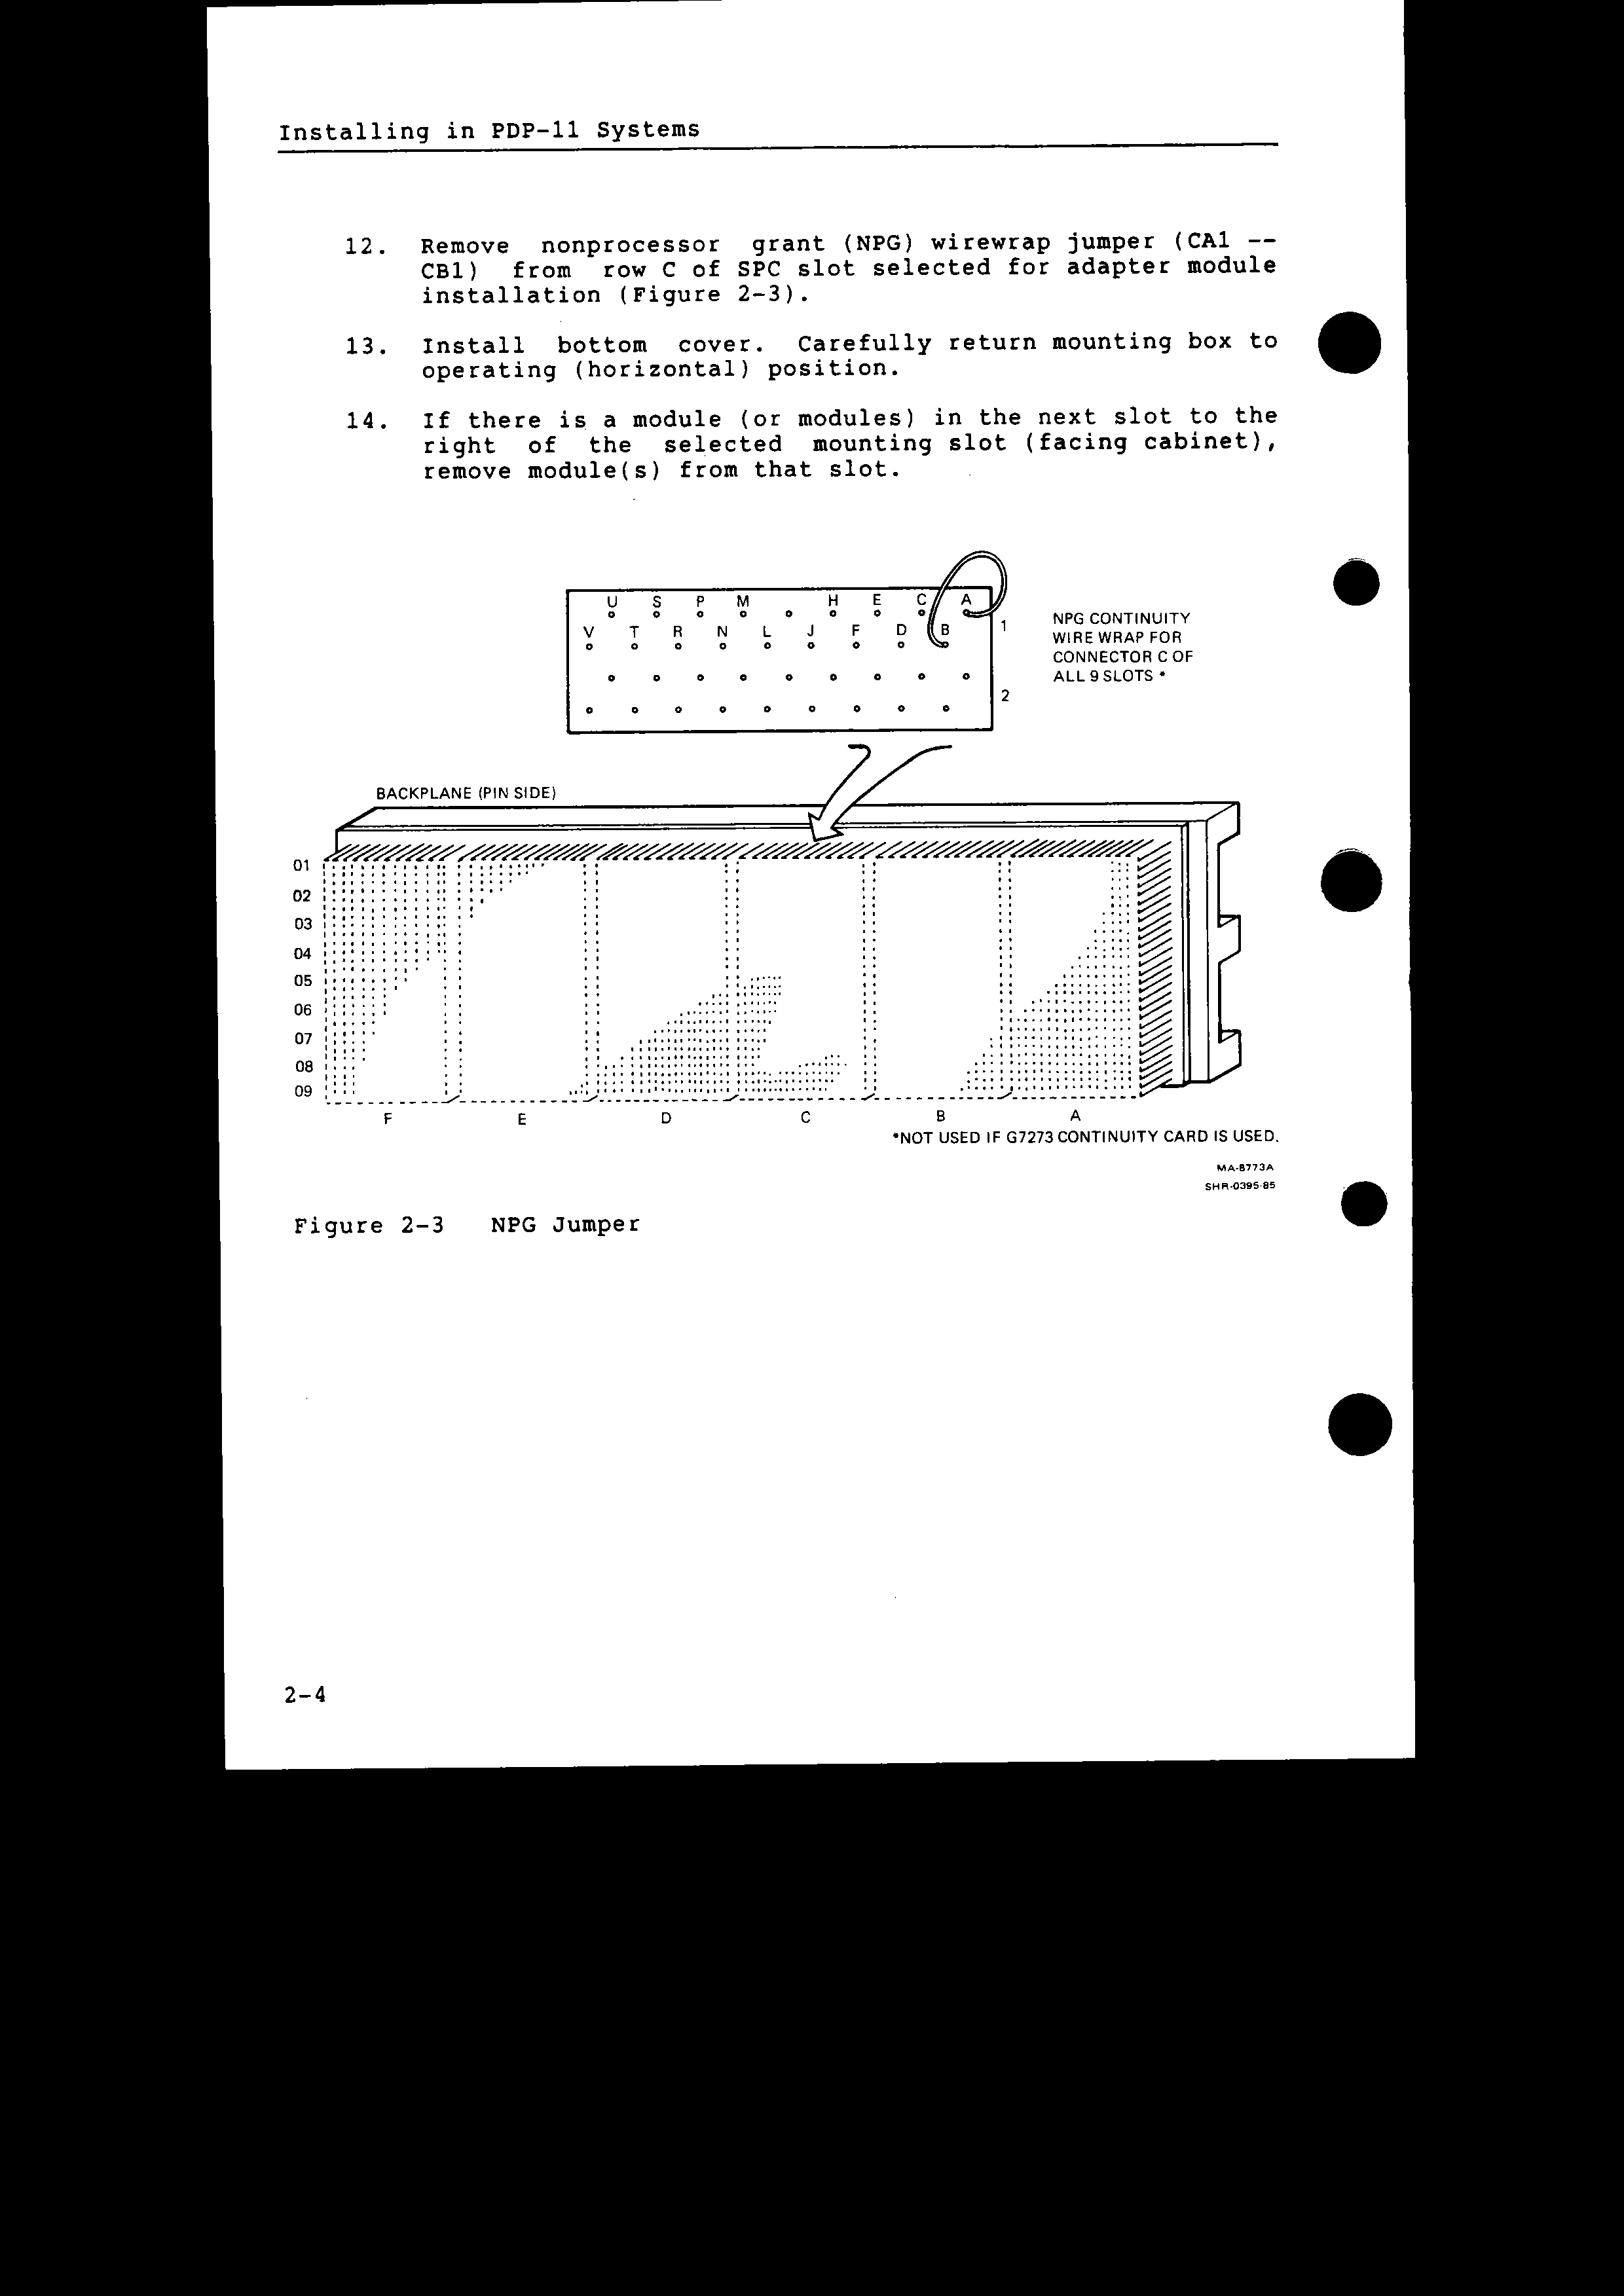 Installing in PDP-11 Systems
12. Remove nonprocessor grant (NPG) wirewrap jumper (CA1 --
CB1) from row C of SPC slot selected for adapter module
installation (Figure 2-3).
13. Install bottom cover. Carefully return mounting box to
operating (horizontal) position.
14. If there is a module (or modules) in the next slot to the
right of the selected mounting slot (facing cabinet),
remove module(s) from that slot.
U S P M H E C A
V T R N L J F D B
1
2
NPG CONTINUITY
WIRE WRAP FOR
CONNECTOR C OF
ALL 9 SLOTS *
BACKPLANE (PIN SIDE)
01
02
03
04
05
06
07
08
09
F E D C B A
*NOT USED IF G7273 CONTINUITY CARD IS USED.
MA-8773A
SHR-0395-85
Figure 2-3 NPG Jumper
2-4